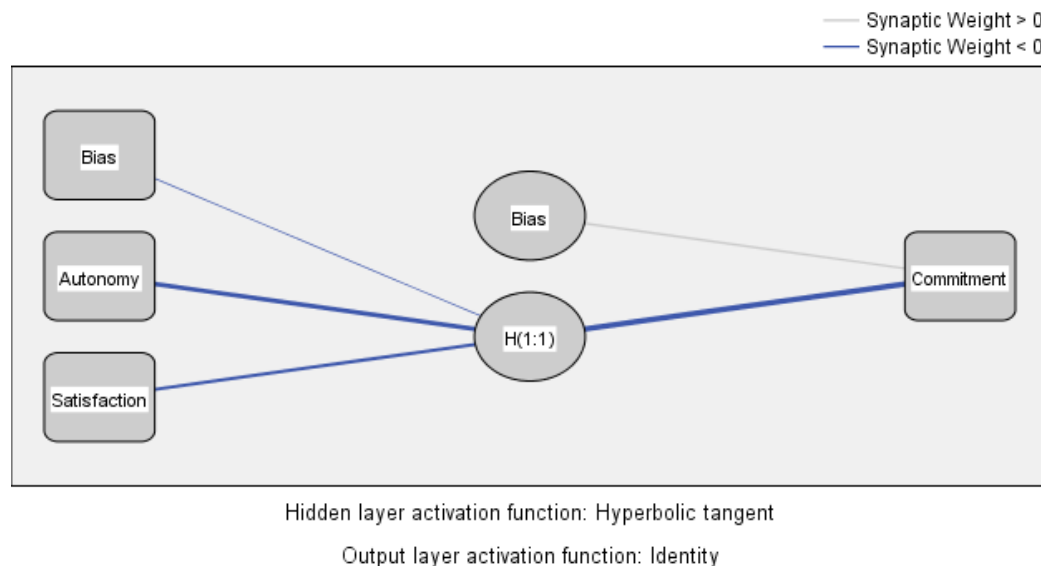 Synaptic Weight > 0
Synaptic Weight < 0
Bias
Bias
Autonomy
Commitment
H(1:1)
Satisfaction
Hidden layer activation function: Hyperbolic tangent
Output layer activation function: Identity